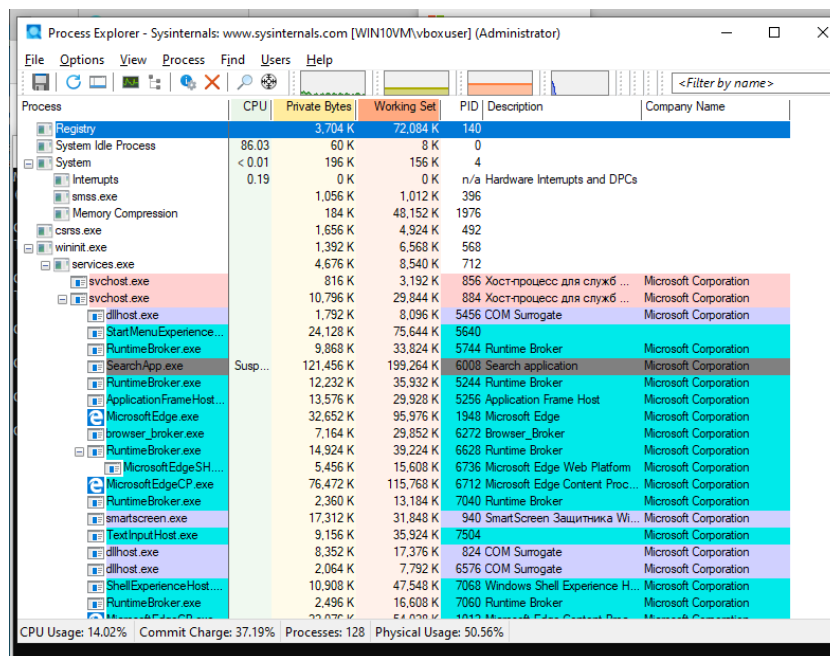 Process Explorer - Sysinternals: www.sysinternals.com [WIN10VM\vboxuser] (Administrator)
File Options View Process Find Users Help
<Filter by name>
Process CPU Private Bytes Working Set PID Description Company Name
Registry 3,704 K 72,084 K 140
System Idle Process 86.03 60 K 8 K 0
System < 0.01 196 K 156 K 4
Interrupts 0.19 0 K 0 K n/a Hardware Interrupts and DPCs
smss.exe 1,056 K 1,012 K 396
Memory Compression 184 K 48,152 K 1976
csrss.exe 1,656 K 4,924 K 492
wininit.exe 1,392 K 6,568 K 568
services.exe 4,676 K 8,540 K 712
svchost.exe 816 K 3,192 K 856 Хост-процесс для служб ... Microsoft Corporation
svchost.exe 10,796 K 29,844 K 884 Хост-процесс для служб ... Microsoft Corporation
dllhost.exe 1,792 K 8,096 K 5456 COM Surrogate Microsoft Corporation
StartMenuExperience... 24,128 K 75,644 K 5640
RuntimeBroker.exe 9,868 K 33,824 K 5744 Runtime Broker Microsoft Corporation
SearchApp.exe Susp... 121,456 K 199,264 K 6008 Search application Microsoft Corporation
RuntimeBroker.exe 12,232 K 35,932 K 5244 Runtime Broker Microsoft Corporation
ApplicationFrameHost... 13,576 K 29,928 K 5256 Application Frame Host Microsoft Corporation
MicrosoftEdge.exe 32,652 K 95,976 K 1948 Microsoft Edge Microsoft Corporation
browser_broker.exe 7,164 K 29,852 K 6272 Browser_Broker Microsoft Corporation
RuntimeBroker.exe 14,924 K 39,224 K 6628 Runtime Broker Microsoft Corporation
MicrosoftEdgeSH.... 5,456 K 15,608 K 6736 Microsoft Edge Web Platform Microsoft Corporation
MicrosoftEdgeCP.exe 76,472 K 115,768 K 6712 Microsoft Edge Content Proc... Microsoft Corporation
RuntimeBroker.exe 2,360 K 13,184 K 7040 Runtime Broker Microsoft Corporation
smartscreen.exe 17,312 K 31,848 K 940 SmartScreen Защитника Wi... Microsoft Corporation
TextInputHost.exe 9,156 K 35,924 K 7504 Microsoft Corporation
dllhost.exe 8,352 K 17,376 K 824 COM Surrogate Microsoft Corporation
dllhost.exe 2,064 K 7,792 K 6576 COM Surrogate Microsoft Corporation
ShellExperienceHost.... 10,908 K 47,548 K 7068 Windows Shell Experience H... Microsoft Corporation
RuntimeBroker.exe 2,496 K 16,608 K 7060 Runtime Broker Microsoft Corporation
CPU Usage: 14.02% Commit Charge: 37.19% Processes: 128 Physical Usage: 50.56%